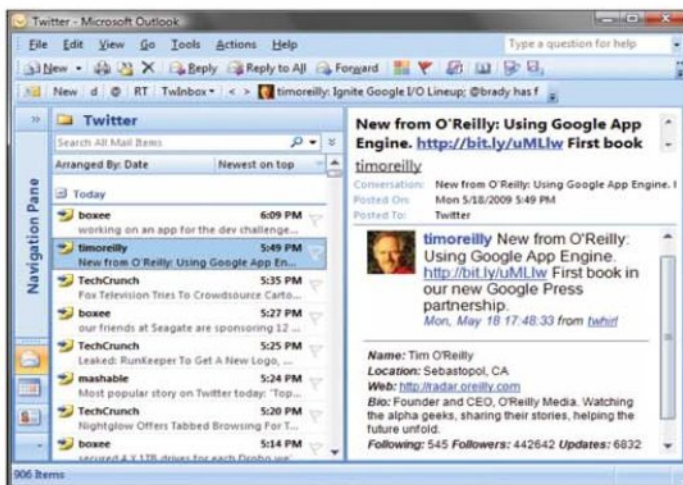 Twitter - Microsoft Outlook
File Edit View Go Tools Actions Help
Type a question for help
New Reply Reply to All Forward
New d @ RT TwInbox < > timoreilly: Ignite Google I/O Lineup; @brady has f
Navigation Pane
Twitter
Search All Mail Items
Arranged By: Date Newest on top
Today
boxee 6:09 PM
working on an app for the dev challenge...
timoreilly 5:49 PM
New from O'Reilly: Using Google App En...
TechCrunch 5:35 PM
Fox Television Tries To Crowdsource Carto...
boxee 5:27 PM
our friends at Seagate are sponsoring 12 ...
TechCrunch 5:25 PM
Leaked: RunKeeper To Get A New Logo, ...
mashable 5:24 PM
Most popular story on Twitter today: 'Top...
TechCrunch 5:20 PM
Nightglow Offers Tabbed Browsing For T...
boxee 5:14 PM
secured 4 X 1TB drives for each Drobo we'...
906 Items
New from O'Reilly: Using Google App
Engine. http://bit.ly/uMLlw First book
timoreilly
Conversation: New from O'Reilly: Using Google App Engine. h
Posted On: Mon 5/18/2009 5:49 PM
Posted To: Twitter
timoreilly New from O'Reilly:
Using Google App Engine.
http://bit.ly/uMLlw First book in
our new Google Press
partnership.
Mon, May 18 17:48:33 from twhirl
Name: Tim O'Reilly
Location: Sebastopol, CA
Web: http://radar.oreilly.com
Bio: Founder and CEO, O'Reilly Media. Watching
the alpha geeks, sharing their stories, helping the
future unfold.
Following: 545 Followers: 442642 Updates: 6832